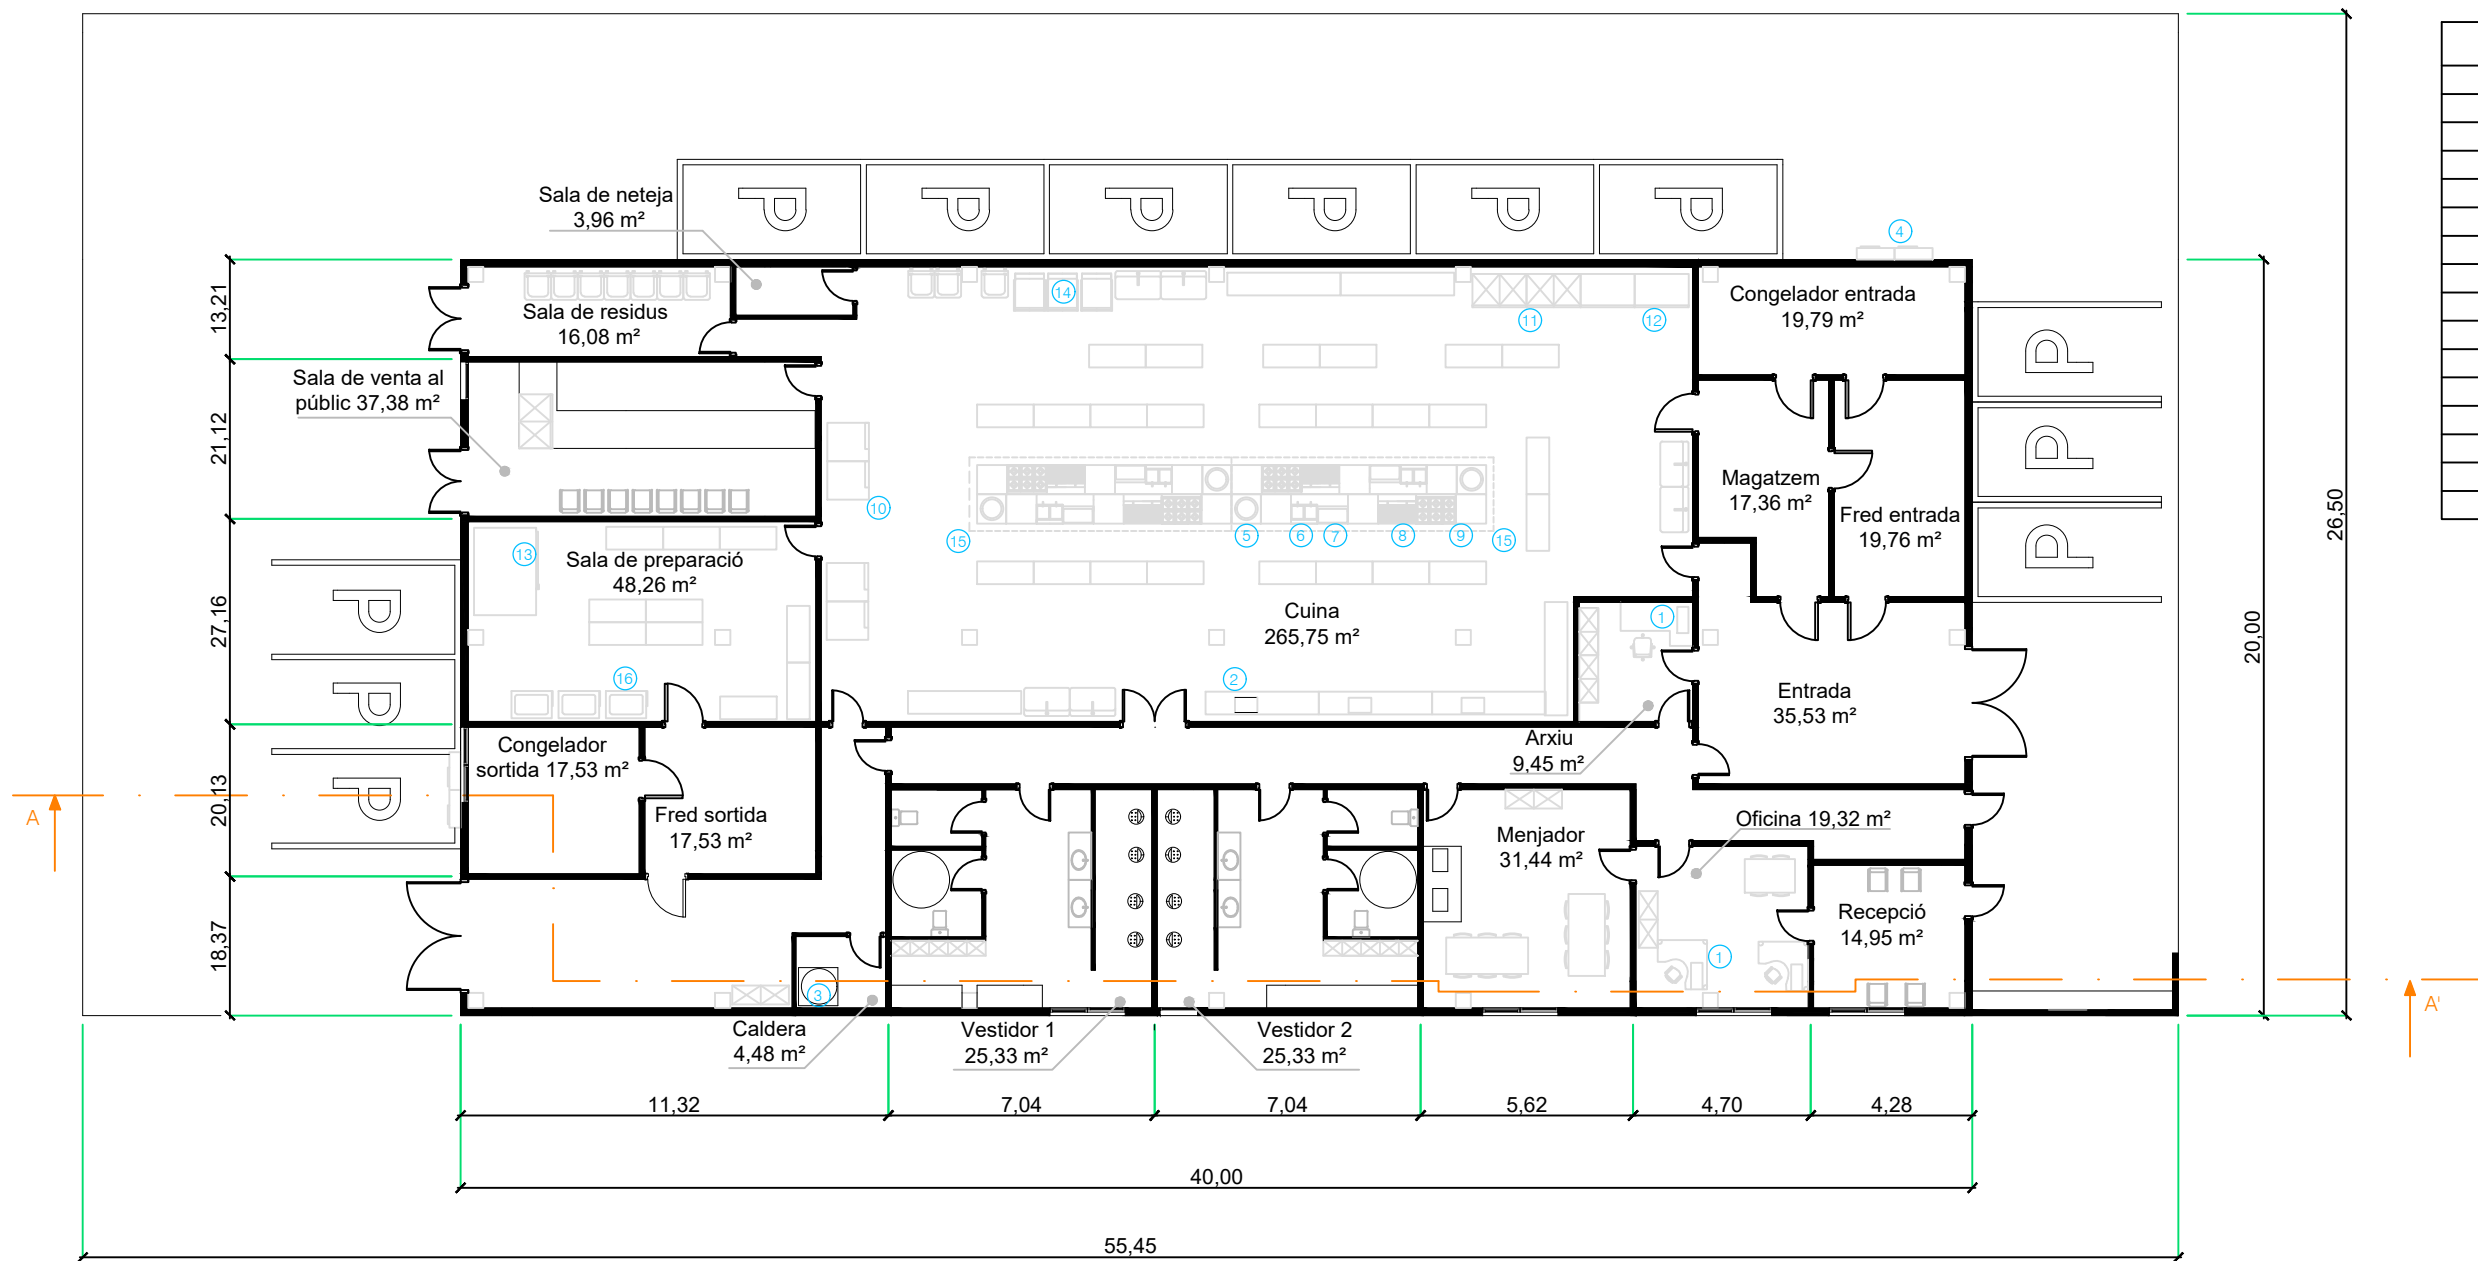 Sala de neteja
3,96 m²
P
P
P
P
P
P
4
13,21
Sala de residus
16,08 m²
14
11
12
Congelador entrada
19,79 m²
P
Sala de venta al
públic 37,38 m²
21,12
10
Magatzem
17,36 m²
P
Fred entrada
19,76 m²
P
26,50
15
5
6
7
8
9
15
13
Sala de preparació
48,26 m²
P
27,16
Cuina
265,75 m²
1
20,00
16
2
P
Entrada
35,53 m²
Congelador
sortida 17,53 m²
Arxiu
9,45 m²
A
20,13
P
Fred sortida
17,53 m²
Menjador
31,44 m²
Oficina 19,32 m²
Recepció
14,95 m²
18,37
3
1
A'
Caldera
4,48 m²
Vestidor 1
25,33 m²
Vestidor 2
25,33 m²
11,32
7,04
7,04
5,62
4,70
4,28
40,00
55,45